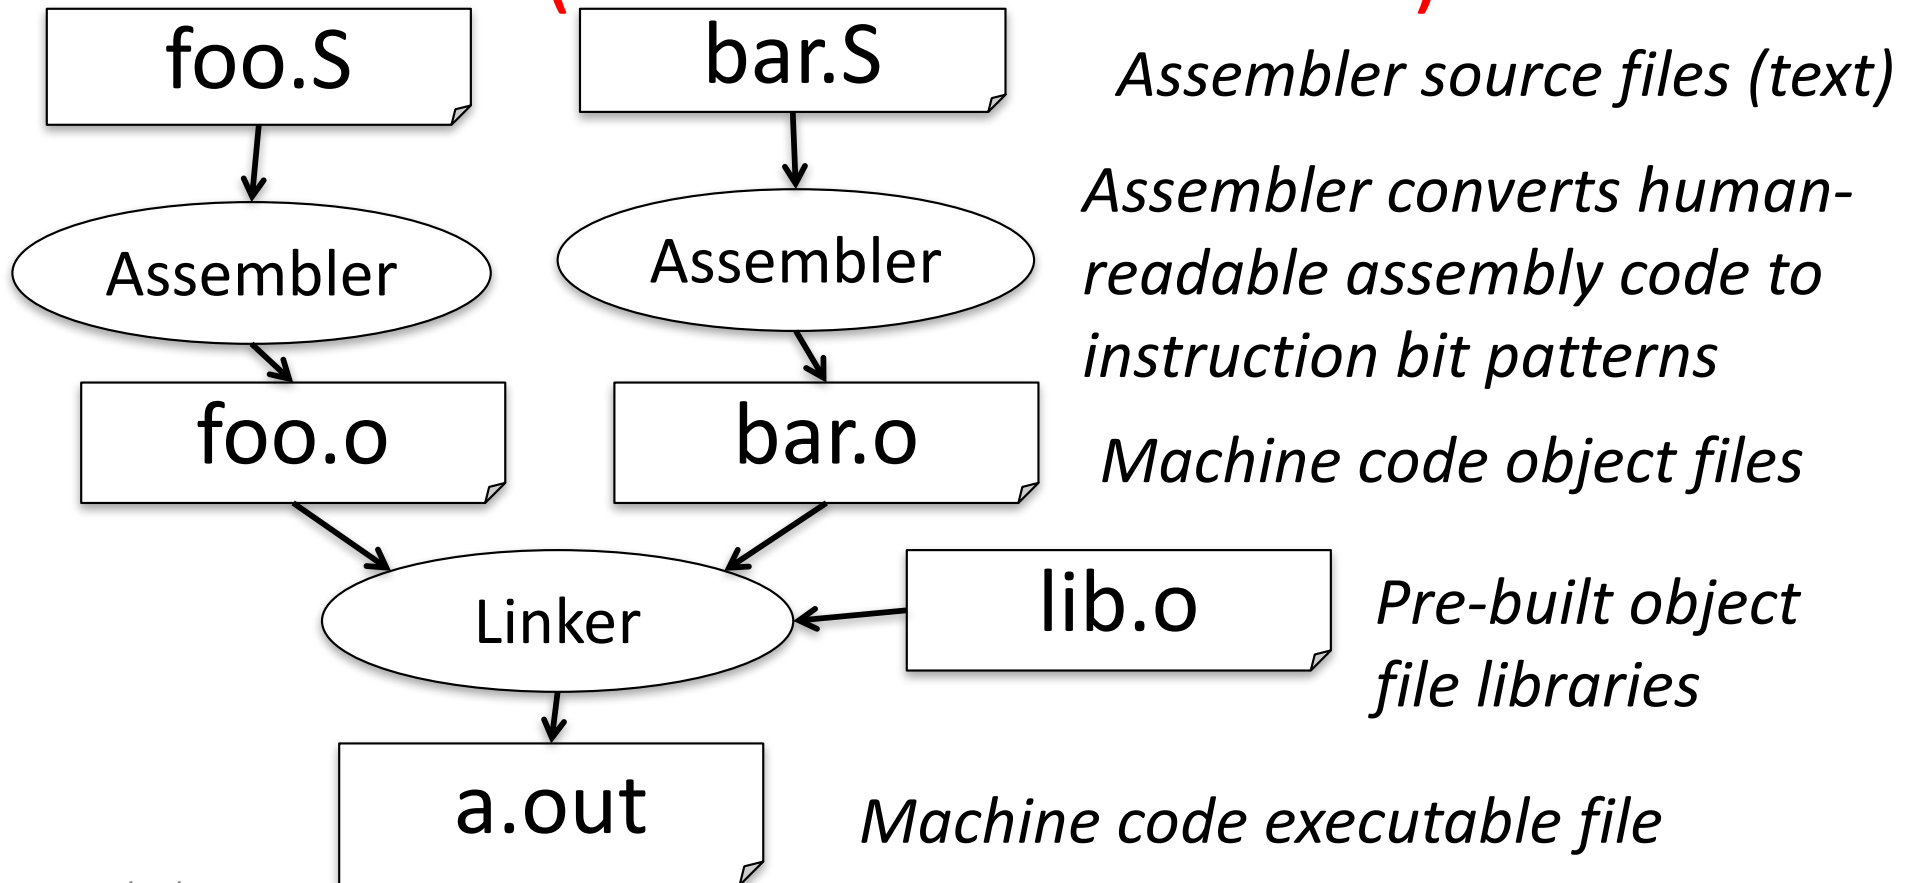 foo.S
bar.S
Assembler source files (text)
Assembler
Assembler
Assembler converts human-
readable assembly code to
instruction bit patterns
foo.o
bar.o
Machine code object files
Linker
lib.o
Pre-built object
file libraries
a.out
Machine code executable file